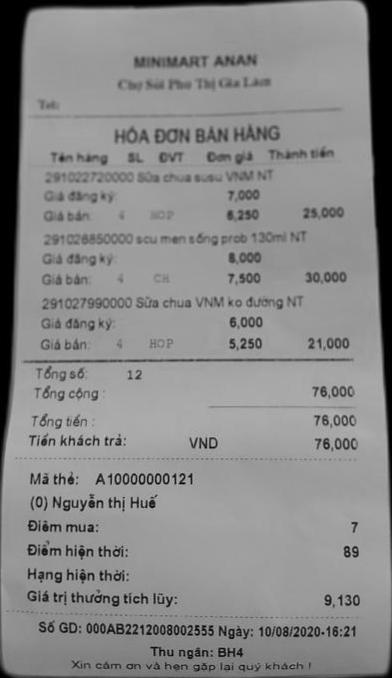 MINIMART ANAN
Chợ Sủi Phú Thị Gia Lâm
Tel:
HÓA ĐƠN BÁN HÀNG
Tên hàng SL ĐVT Đơn giá Thành tiền
291022720000 Sữa chua susu VNM NT
Giá đăng ký: 7,000
Giá bán: 4 HOP 6,250 25,000
291026850000 scu men sống prob 130ml NT
Giá đăng ký: 8,000
Giá bán: 4 CH 7,500 30,000
291027990000 Sữa chua VNM ko đường NT
Giá đăng ký: 6,000
Giá bán: 4 HOP 5,250 21,000
Tổng số: 12
Tổng cộng : 76,000
Tổng tiền : 76,000
Tiền khách trả: VND 76,000
Mã thẻ: A10000000121
(0) Nguyễn thị Huế
Điểm mua: 7
Điểm hiện thời: 89
Hạng hiện thời:
Giá trị thưởng tích lũy: 9,130
Số GD: 000AB2212008002555 Ngày: 10/08/2020-16:21
Thu ngân: BH4
Xin cảm ơn và hẹn gặp lại quý khách !